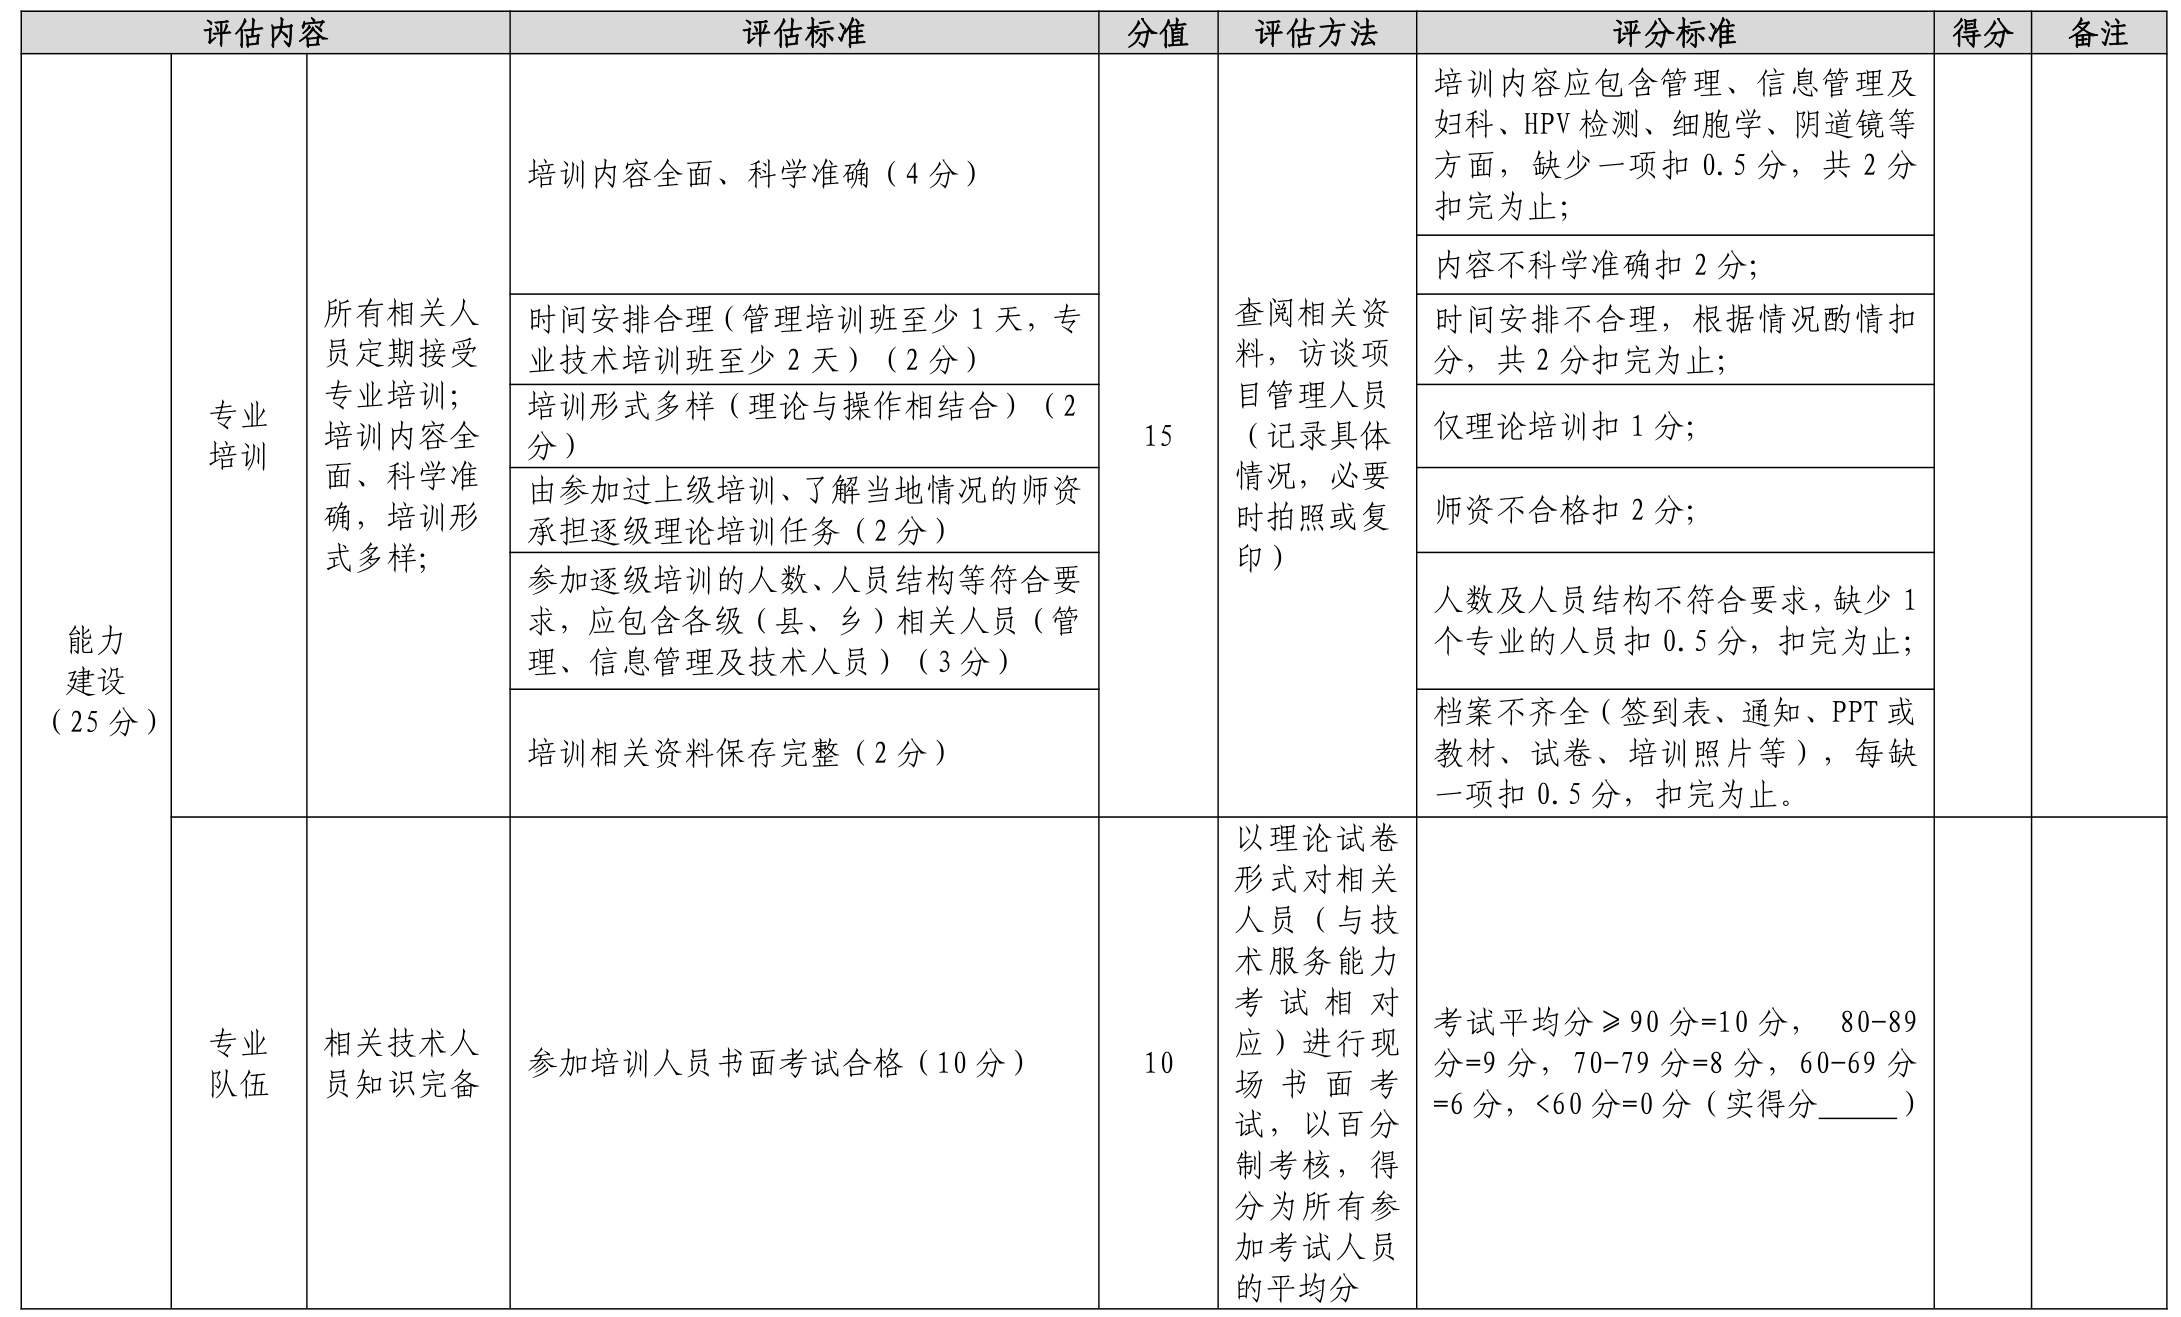 评估内容
评估标准
分值
评估方法
评分标准
得分
备注
能力
建设
（25 分）
专业
培训
所有相关人
员定期接受
专业培训；
培训内容全
面、科学准
确，培训形
式多样；
培训内容全面、科学准确（4 分）
时间安排合理（管理培训班至少 1 天，专
业技术培训班至少 2 天）（2 分）
培训形式多样（理论与操作相结合）（2
分）
由参加过上级培训、了解当地情况的师资
承担逐级理论培训任务（2 分）
参加逐级培训的人数、人员结构等符合要
求，应包含各级（县、乡）相关人员（管
理、信息管理及技术人员）（3 分）
培训相关资料保存完整（2 分）
15
查阅相关资
料，访谈项
目管理人员
（记录具体
情况，必要
时拍照或复
印）
培训内容应包含管理、信息管理及
妇科、HPV 检测、细胞学、阴道镜等
方面，缺少一项扣 0.5 分，共 2 分
扣完为止；
内容不科学准确扣 2 分；
时间安排不合理，根据情况酌情扣
分，共 2 分扣完为止；
仅理论培训扣 1 分；
师资不合格扣 2 分；
人数及人员结构不符合要求，缺少 1
个专业的人员扣 0.5 分，扣完为止；
档案不齐全（签到表、通知、PPT 或
教材、试卷、培训照片等），每缺
一项扣 0.5 分，扣完为止。
专业
队伍
相关技术人
员知识完备
参加培训人员书面考试合格（10 分）
10
以理论试卷
形式对相关
人员（与技
术服务能力
考试相对
应）进行现
场书面考
试，以百分
制考核，得
分为所有参
加考试人员
的平均分
考试平均分≥90 分=10 分， 80-89
分=9 分，70-79 分=8 分，60-69 分
=6 分，<60 分=0 分（实得分_____）